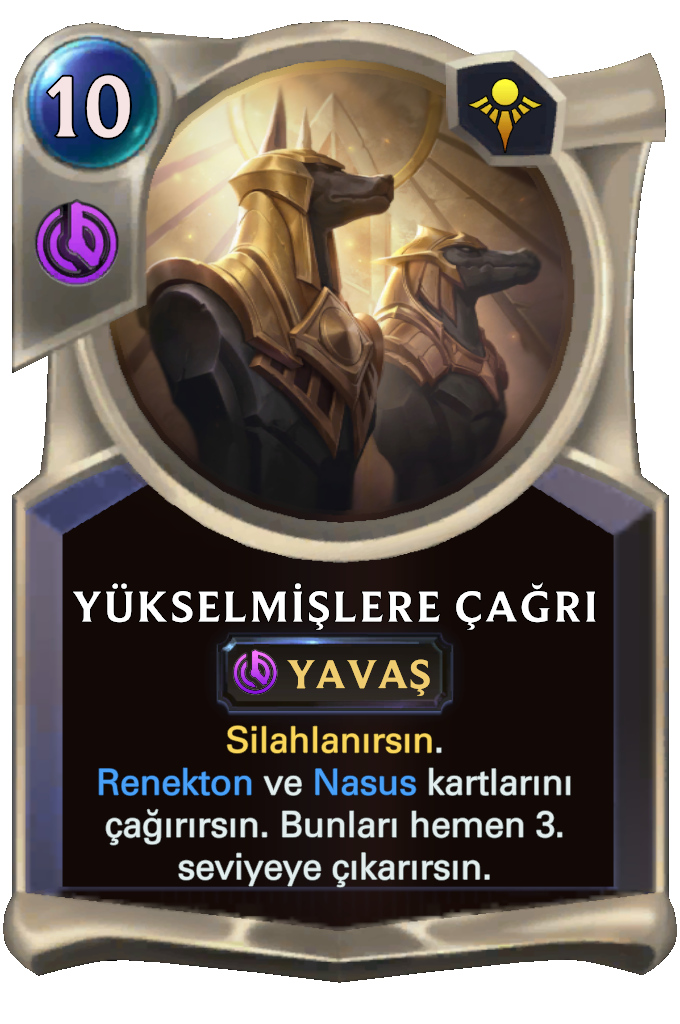 10
YÜKSELMİŞLERE ÇAĞRI
YAVAŞ
Silahlanırsın.
Renekton ve Nasus kartlarını
çağırırsın. Bunları hemen 3.
seviyeye çıkarırsın.